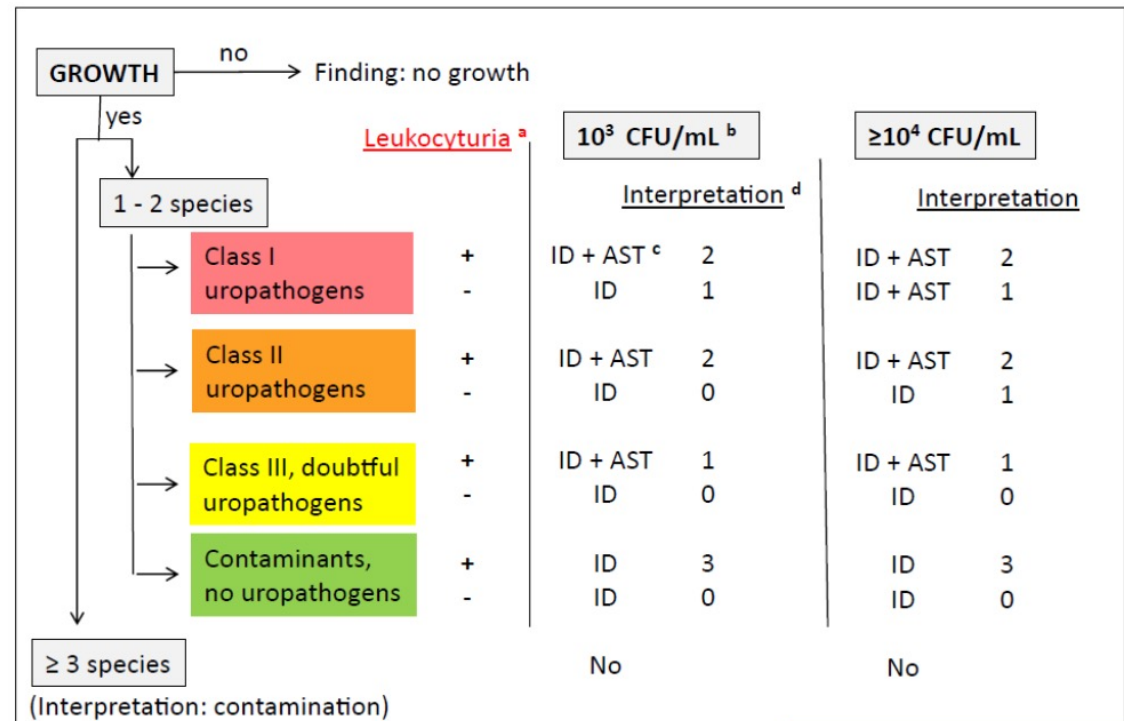 no
GROWTH
Finding: no growth
yes
Leukocyturia a
10³ CFU/mL b
≥10⁴ CFU/mL
1 - 2 species
Interpretation d
Interpretation
Class I
uropathogens
+ ID + AST c 2 ID + AST 2
- ID 1 ID + AST 1
Class II
uropathogens
+ ID + AST 2 ID + AST 2
- ID 0 ID 1
Class III, doubtful
uropathogens
+ ID + AST 1 ID + AST 1
- ID 0 ID 0
Contaminants,
no uropathogens
+ ID 3 ID 3
- ID 0 ID 0
≥ 3 species No No
(Interpretation: contamination)